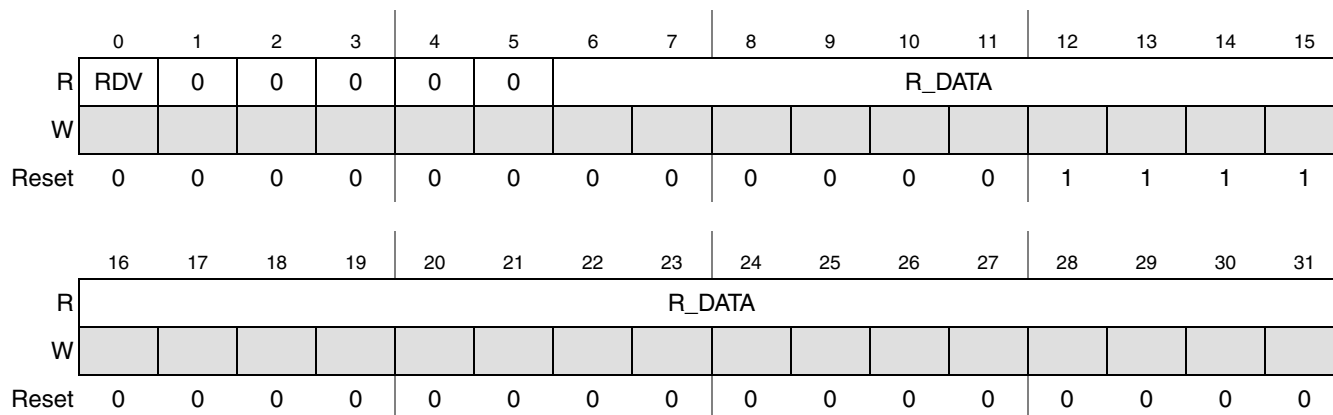 0 1 2 3 4 5 6 7 8 9 10 11 12 13 14 15
R RDV 0 0 0 0 0 R_DATA
W
Reset 0 0 0 0 0 0 0 0 0 0 0 0 1 1 1 1
16 17 18 19 20 21 22 23 24 25 26 27 28 29 30 31
R R_DATA
W
Reset 0 0 0 0 0 0 0 0 0 0 0 0 0 0 0 0